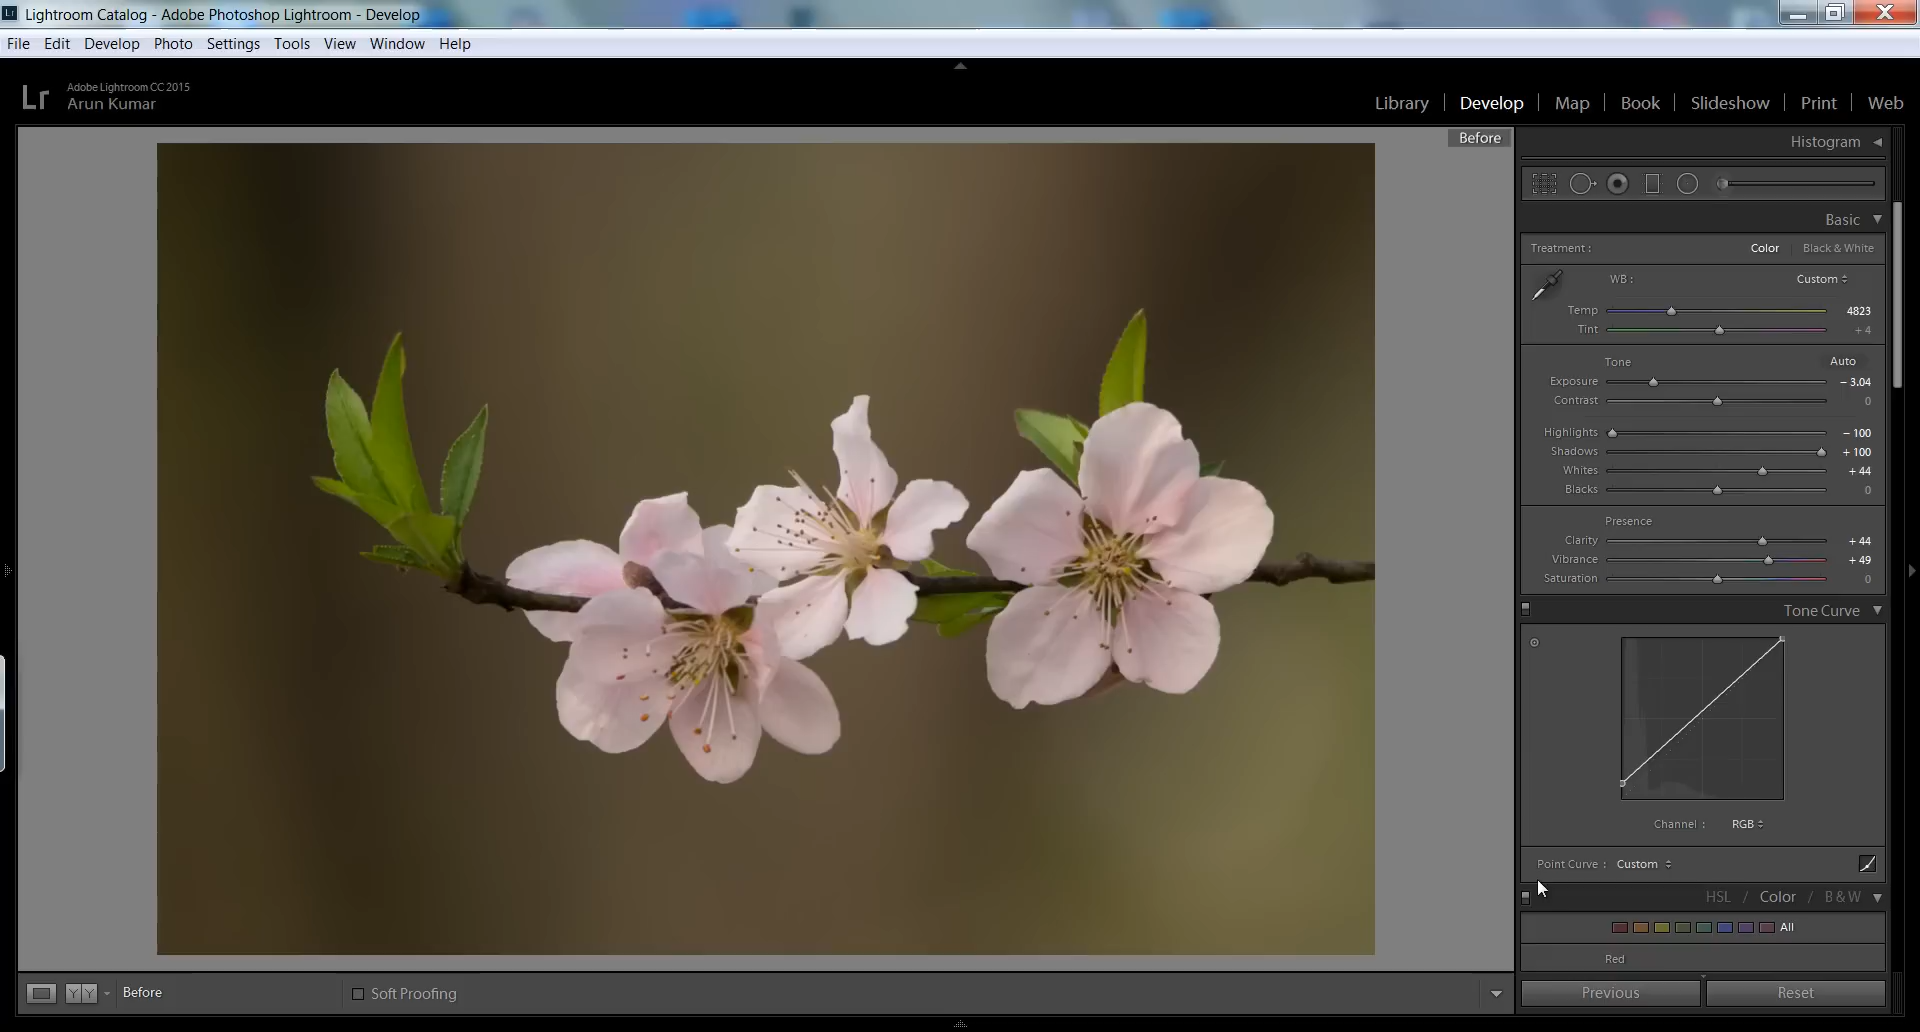 Lr Lightroom Catalog - Adobe Photoshop Lightroom - Develop
File Edit Develop Photo Settings Tools View Window Help
Lr
Adobe Lightroom CC 2015
Arun Kumar
Library | Develop | Map | Book | Slideshow | Print | Web
Before
Histogram
Basic
Treatment : Color Black & White
WB : Custom
Temp 4823
Tint + 4
Tone Auto
Exposure − 3.04
Contrast 0
Highlights − 100
Shadows + 100
Whites + 44
Blacks 0
Presence
Clarity + 44
Vibrance + 49
Saturation 0
Tone Curve
Channel : RGB
Point Curve : Custom
HSL / Color / B & W
All
Red
Y Y Before Soft Proofing
Previous Reset